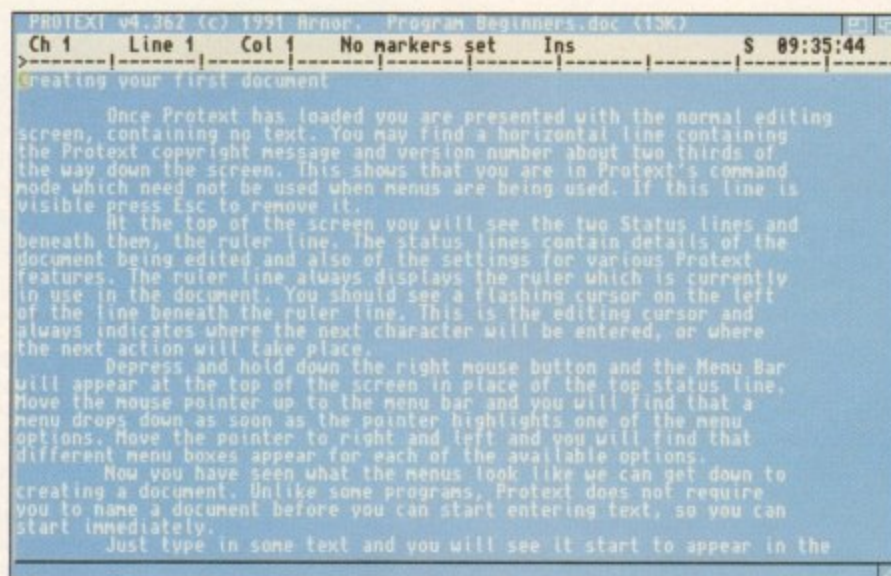 PROTEXT v4.362 (c) 1991 Arnor. Program Beginners.doc (15K)
Ch 1 Line 1 Col 1 No markers set Ins S 09:35:44
>-------!-------!-------!-------!-------!-------!-------!-------!-------!-----
Creating your first document
Once Protext has loaded you are presented with the normal editing
screen, containing no text. You may find a horizontal line containing
the Protext copyright message and version number about two thirds of
the way down the screen. This shows that you are in Protext's command
mode which need not be used when menus are being used. If this line is
visible press Esc to remove it.
At the top of the screen you will see the two Status lines and
beneath them, the ruler line. The status lines contain details of the
document being edited and also of the settings for various Protext
features. The ruler line always displays the ruler which is currently
in use in the document. You should see a flashing cursor on the left
of the line beneath the ruler line. This is the editing cursor and
always indicates where the next character will be entered, or where
the next action will take place.
Depress and hold down the right mouse button and the Menu Bar
will appear at the top of the screen in place of the top status line.
Move the mouse pointer up to the menu bar and you will find that a
menu drops down as soon as the pointer highlights one of the menu
options. Move the pointer to right and left and you will find that
different menu boxes appear for each of the available options.
Now you have seen what the menus look like we can get down to
creating a document. Unlike some programs, Protext does not require
you to name a document before you can start entering text, so you can
start immediately.
Just type in some text and you will see it start to appear in the